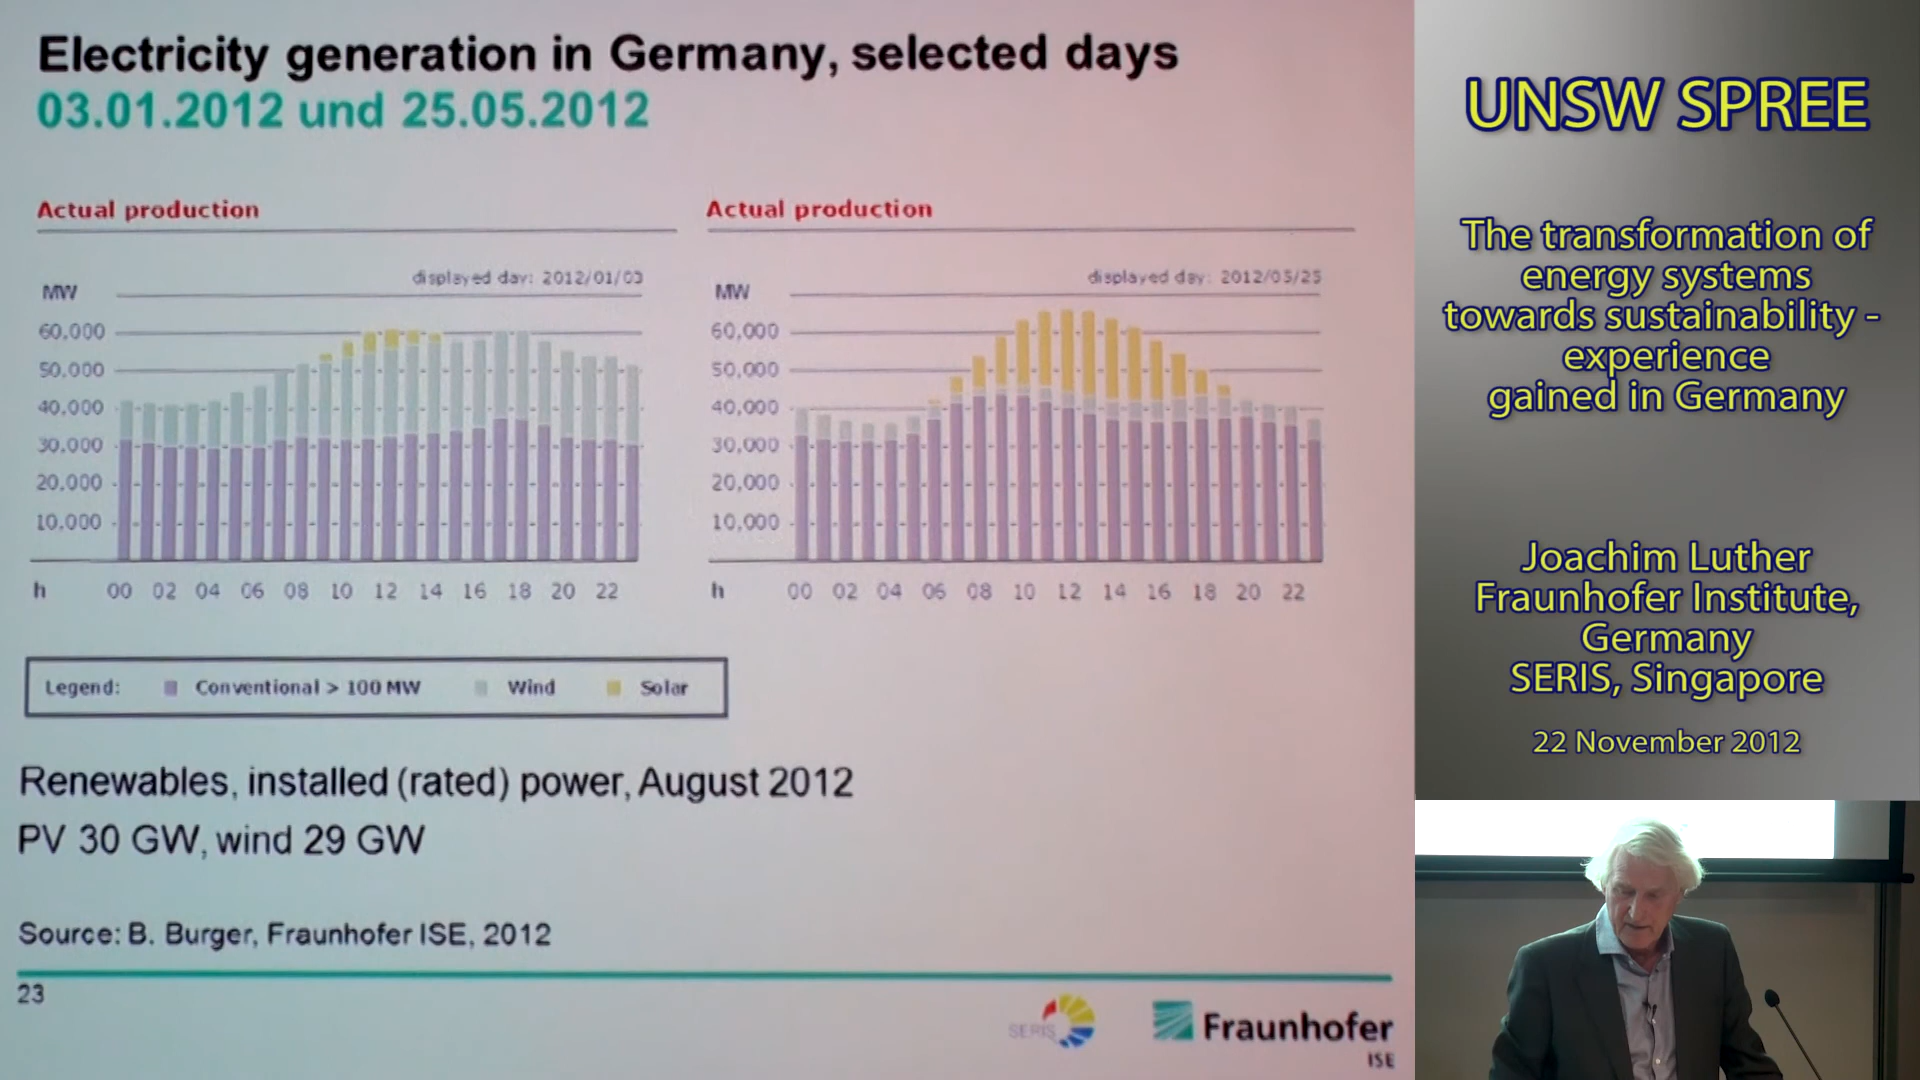 Electricity generation in Germany, selected days
03.01.2012 und 25.05.2012
Actual production
displayed day: 2012/01/03
MW
60.000
50.000
40.000
30.000
20.000
10.000
h 00 02 04 06 08 10 12 14 16 18 20 22
Actual production
displayed day: 2012/05/25
MW
60,000
50,000
40,000
30,000
20,000
10,000
h 00 02 04 06 08 10 12 14 16 18 20 22
Legend: Conventional > 100 MW Wind Solar
Renewables, installed (rated) power, August 2012
PV 30 GW, wind 29 GW
Source: B. Burger, Fraunhofer ISE, 2012
23
SERIS
Fraunhofer
ISE
UNSW SPREE
The transformation of
energy systems
towards sustainability -
experience
gained in Germany
Joachim Luther
Fraunhofer Institute,
Germany
SERIS, Singapore
22 November 2012